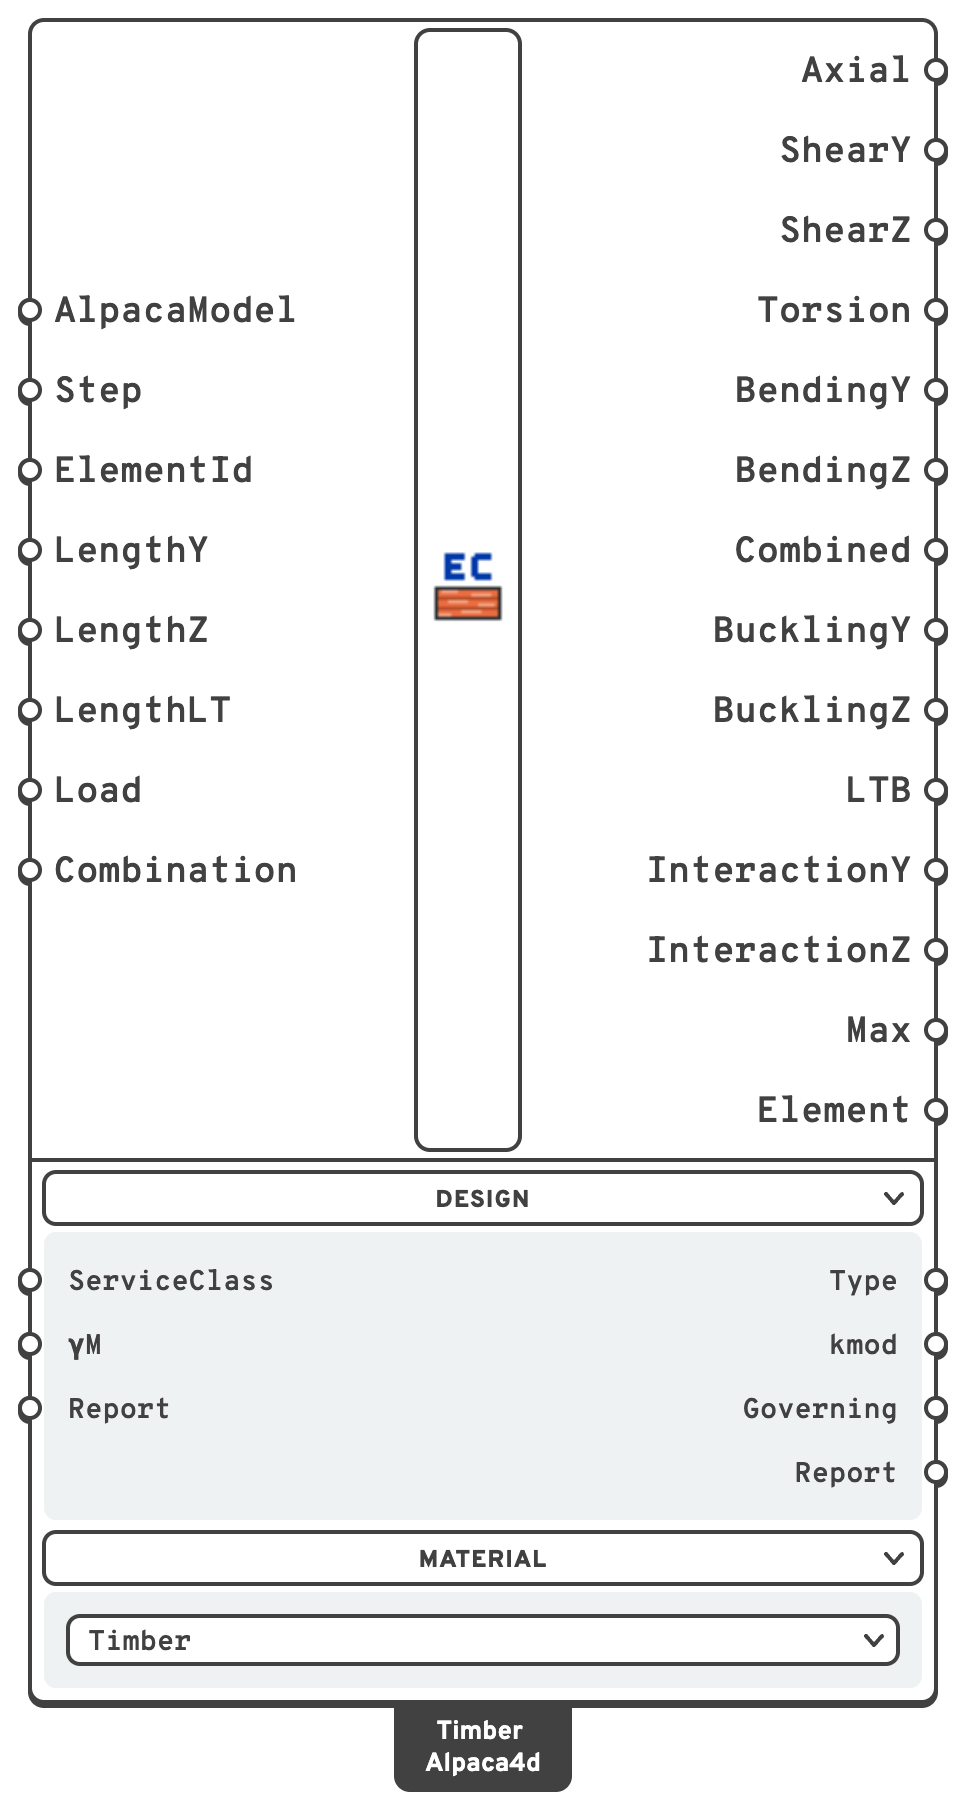 AlpacaModel
Step
ElementId
LengthY
LengthZ
LengthLT
Load
Combination
EC
Axial
ShearY
ShearZ
Torsion
BendingY
BendingZ
Combined
BucklingY
BucklingZ
LTB
InteractionY
InteractionZ
Max
Element
DESIGN
ServiceClass
γM
Report
Type
kmod
Governing
Report
MATERIAL
Timber
Timber
Alpaca4d